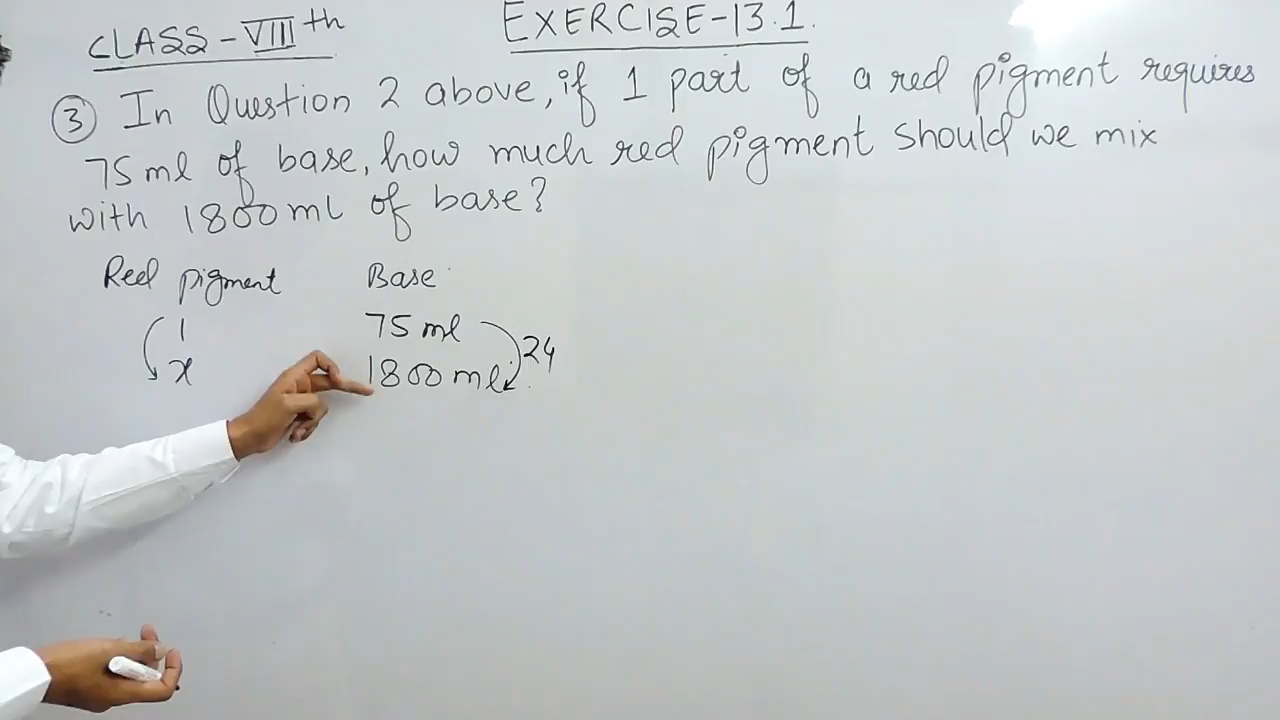 CLASS - VIIIth
EXERCISE-13.1.
③ In Question 2 above, if 1 part of a red pigment requires
75 ml of base, how much red pigment should we mix
with 1800 ml of base?
Red pigment Base
1 75 ml
x 1800 ml 24